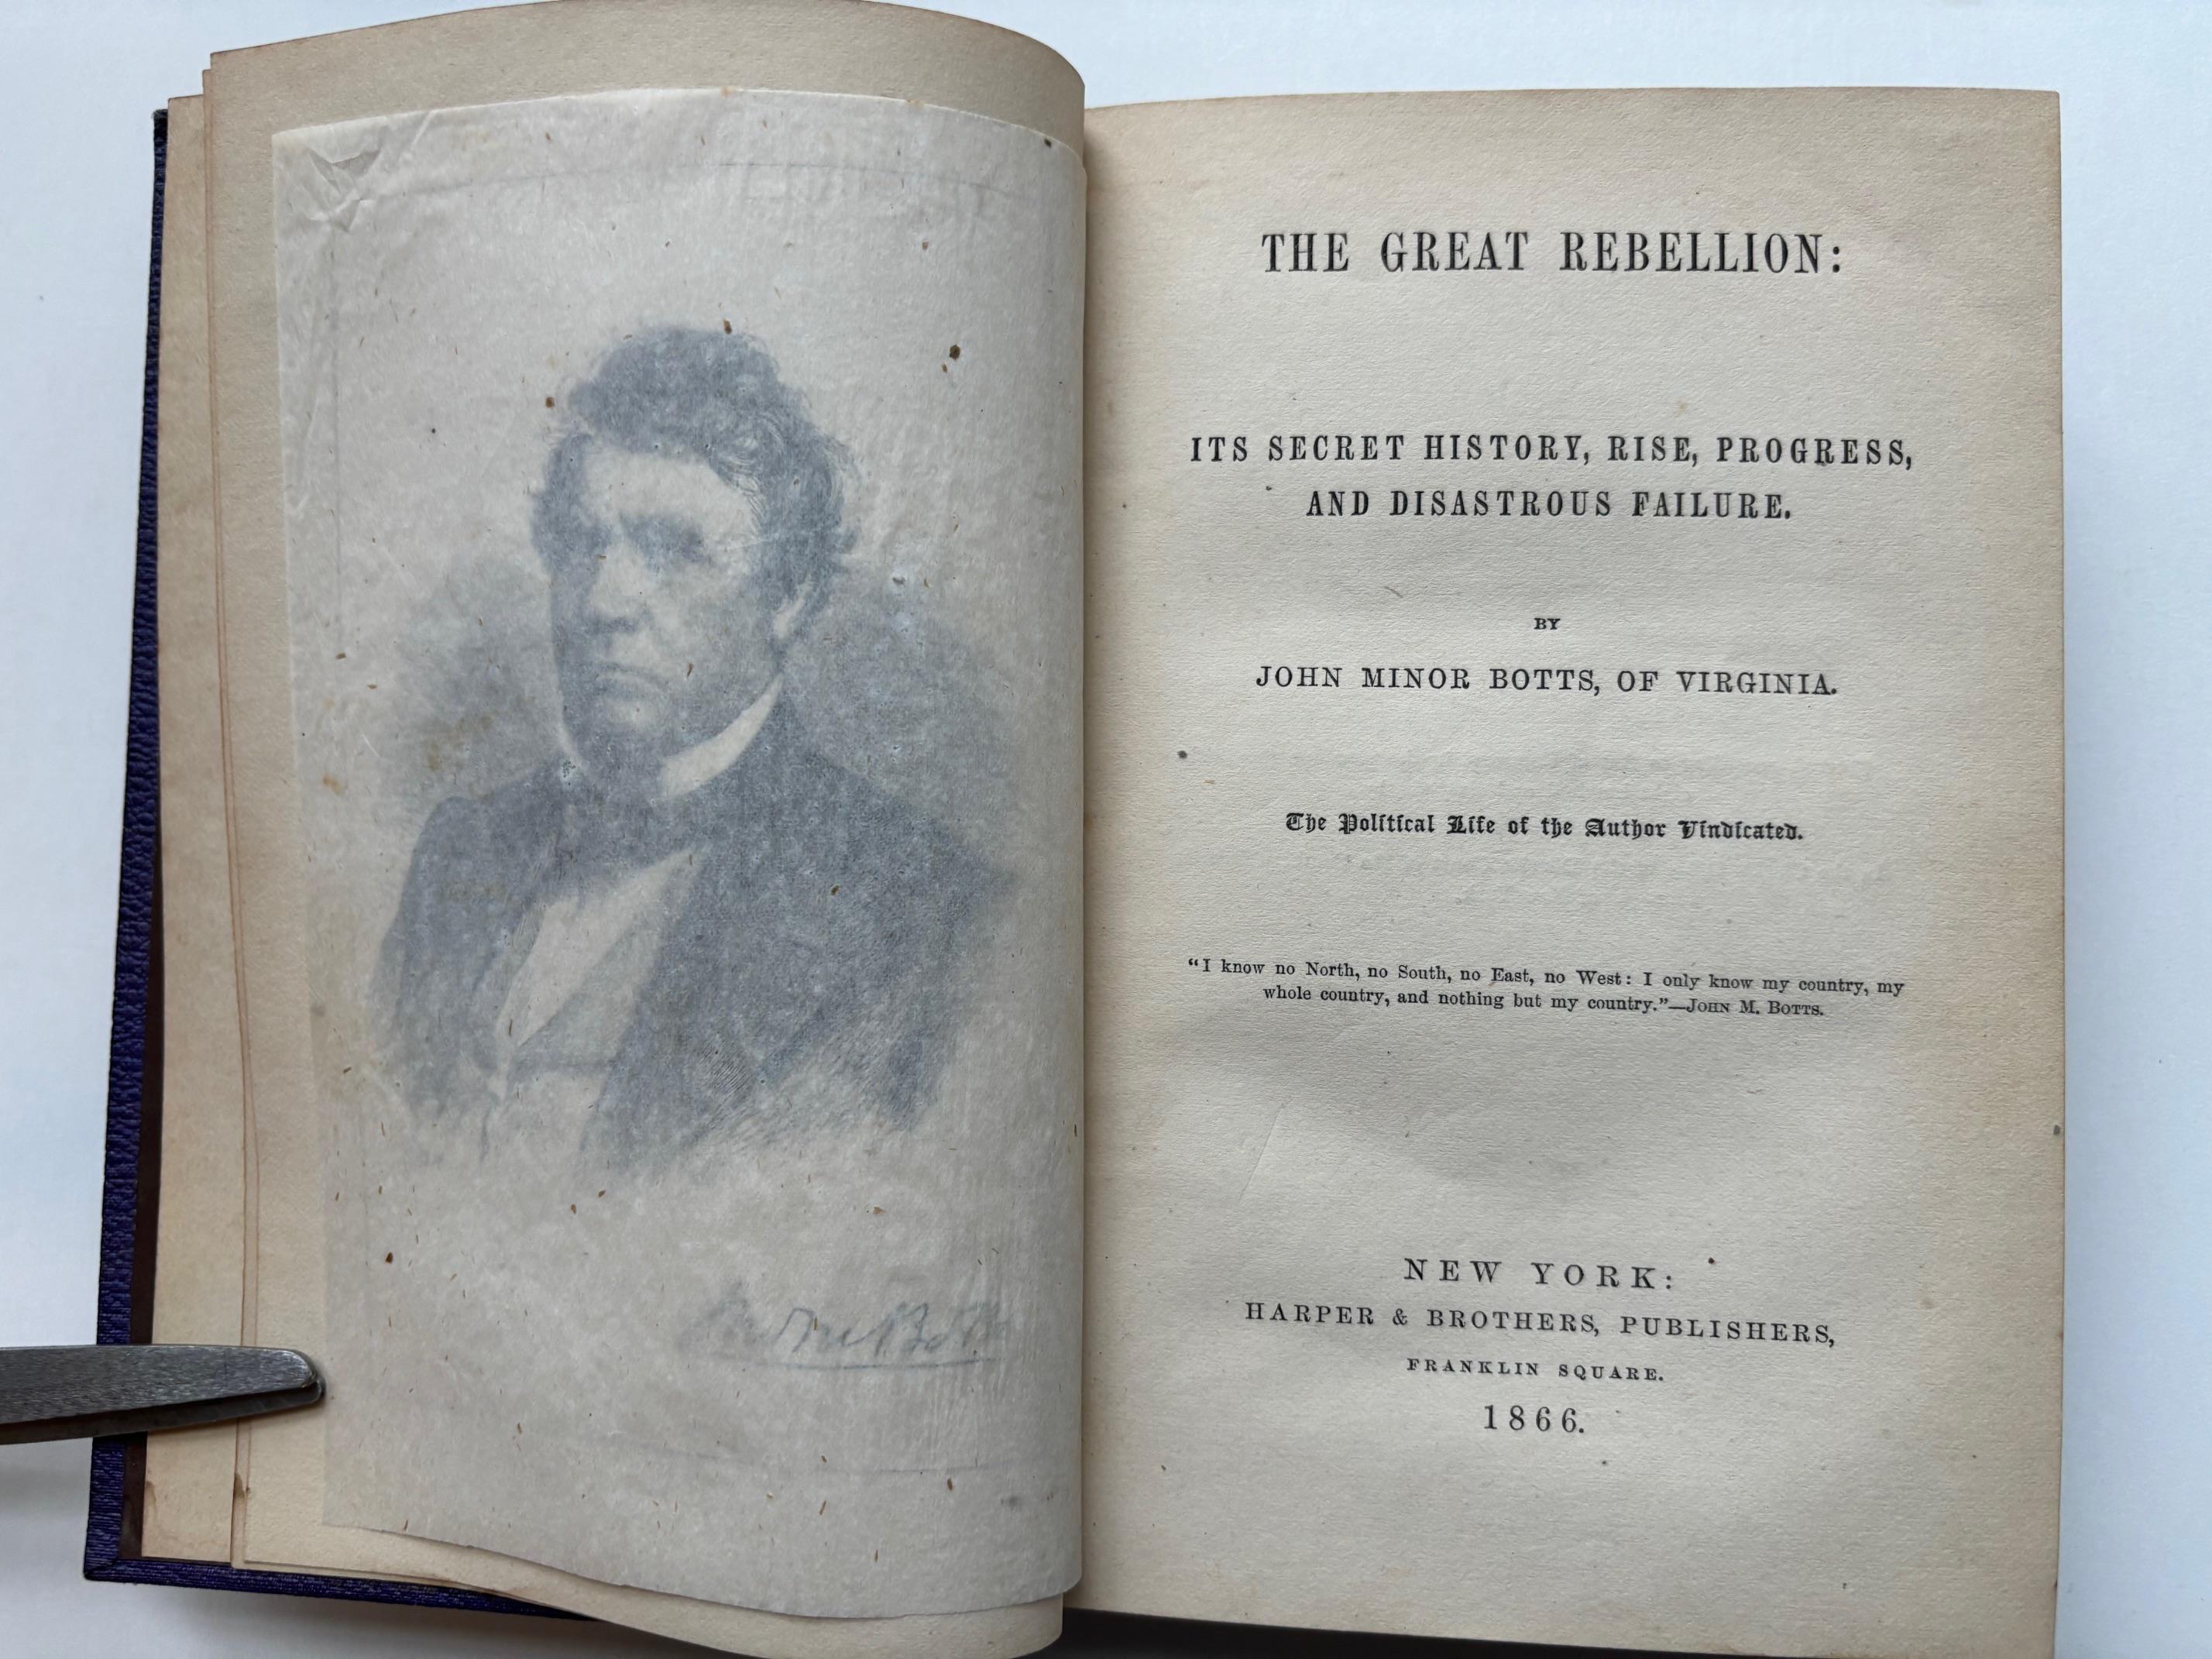 THE GREAT REBELLION:
ITS SECRET HISTORY, RISE, PROGRESS,
AND DISASTROUS FAILURE.
BY
JOHN MINOR BOTTS, OF VIRGINIA.
The Political Life of the Author Vindicated.
"I know no North, no South, no East, no West: I only know my country, my
whole country, and nothing but my country."—JOHN M. BOTTS.
NEW YORK:
HARPER & BROTHERS, PUBLISHERS,
FRANKLIN SQUARE.
1866.